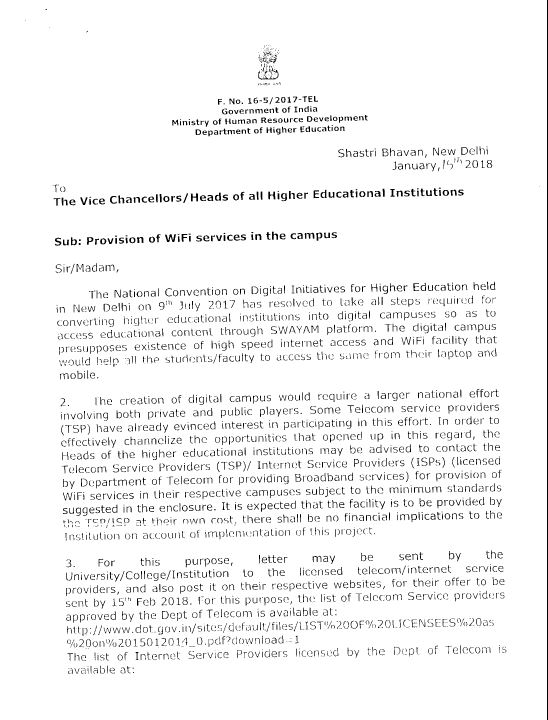 F. No. 16-5/2017-TEL
Government of India
Ministry of Human Resource Development
Department of Higher Education
Shastri Bhavan, New Delhi
January, 15th 2018
To
The Vice Chancellors/Heads of all Higher Educational Institutions
Sub: Provision of WiFi services in the campus
Sir/Madam,
The National Convention on Digital Initiatives for Higher Education held
in New Delhi on 9th July 2017 has resolved to take all steps required for
converting higher educational institutions into digital campuses so as to
access educational content through SWAYAM platform. The digital campus
presupposes existence of high speed internet access and WiFi facility that
would help all the students/faculty to access the same from their laptop and
mobile.
2. The creation of digital campus would require a larger national effort
involving both private and public players. Some Telecom service providers
(TSP) have already evinced interest in participating in this effort. In order to
effectively channelize the opportunities that opened up in this regard, the
Heads of the higher educational institutions may be advised to contact the
Telecom Service Providers (TSP)/ Internet Service Providers (ISPs) (licensed
by Department of Telecom for providing Broadband services) for provision of
WiFi services in their respective campuses subject to the minimum standards
suggested in the enclosure. It is expected that the facility is to be provided by
the TSP/ISP at their own cost, there shall be no financial implications to the
Institution on account of implementation of this project.
3. For this purpose, letter may be sent by the
University/College/Institution to the licensed telecom/internet service
providers, and also post it on their respective websites, for their offer to be
sent by 15th Feb 2018. For this purpose, the list of Telecom Service providers
approved by the Dept of Telecom is available at:
http://www.dot.gov.in/sites/default/files/LIST%20OF%20LICENSEES%20as
%20on%2015012014_0.pdf?download=1
The list of Internet Service Providers licensed by the Dept of Telecom is
available at: